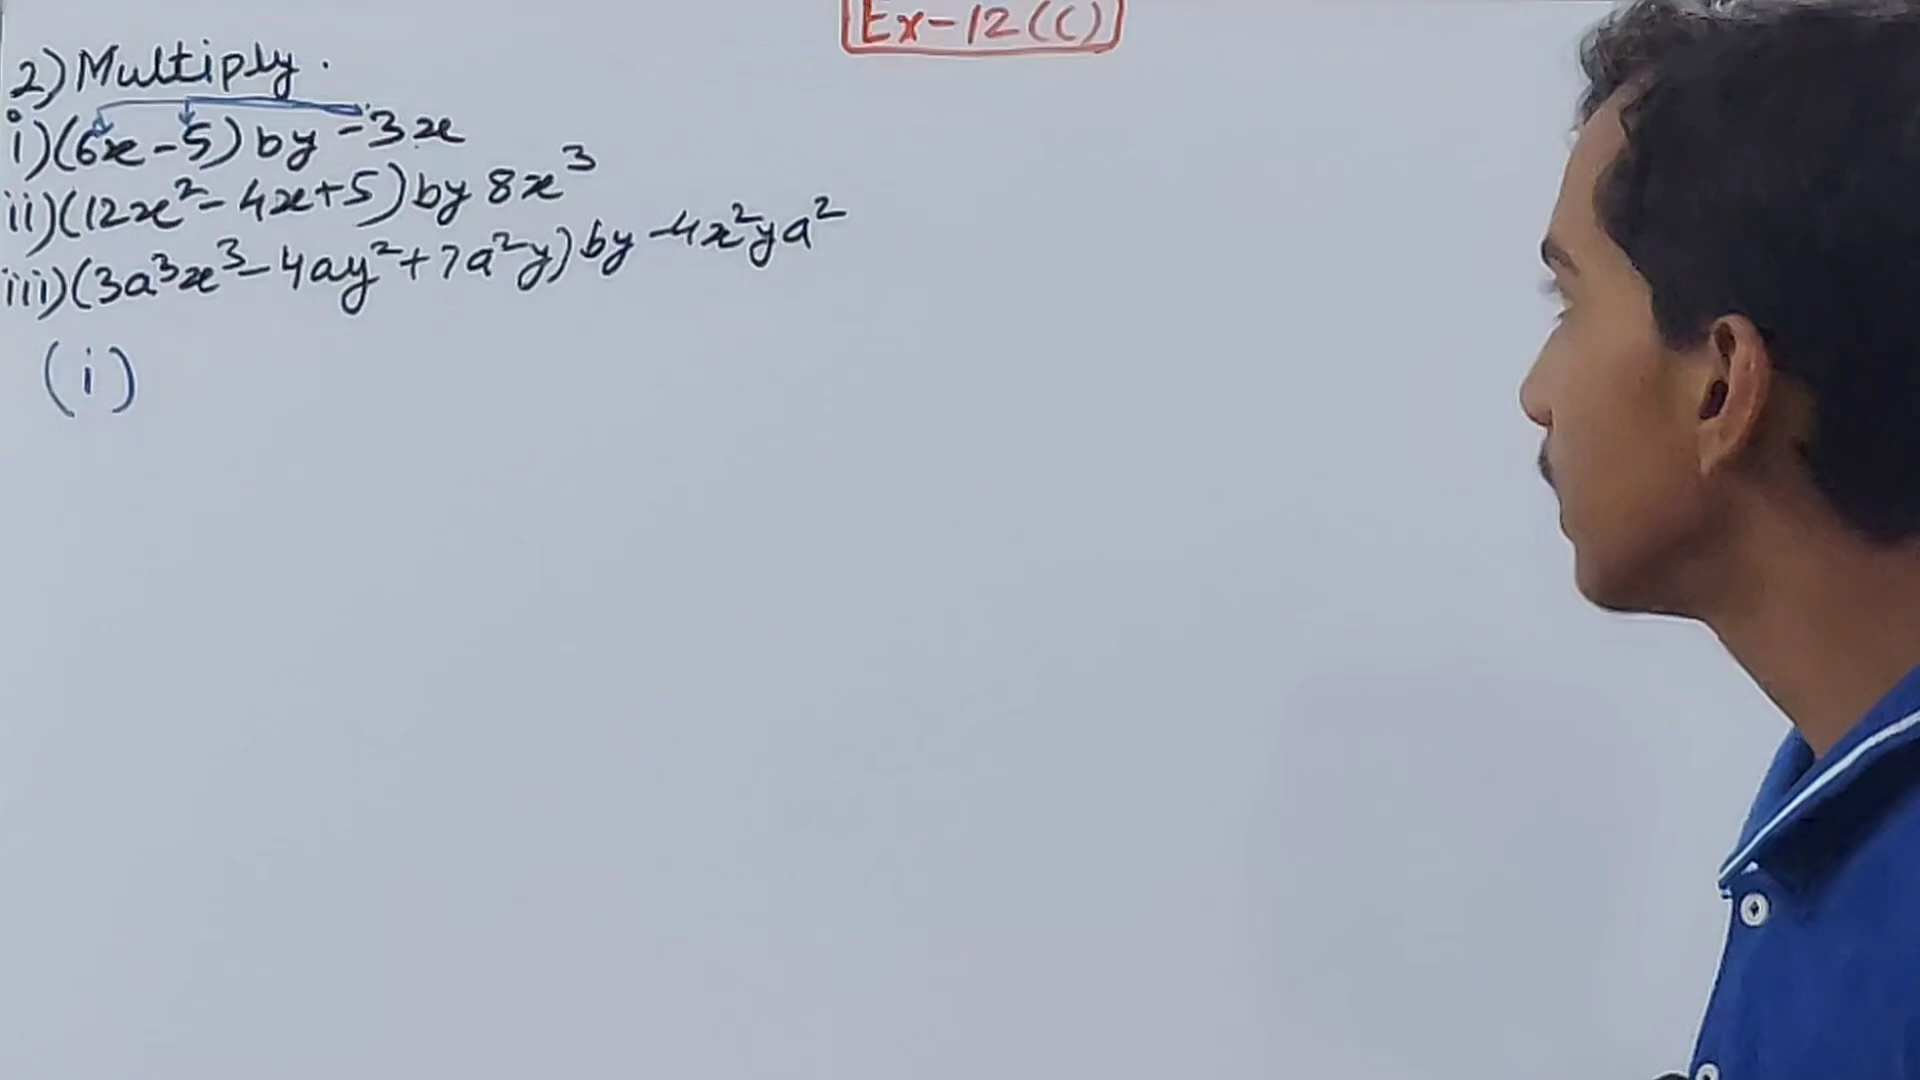 Ex-12(C)
2) Multiply.
i) (6x-5) by -3x
ii) (12x²-4x+5) by 8x³
iii) (3a³x³-4ay²+7a²y) by -4x²ya²
(i)